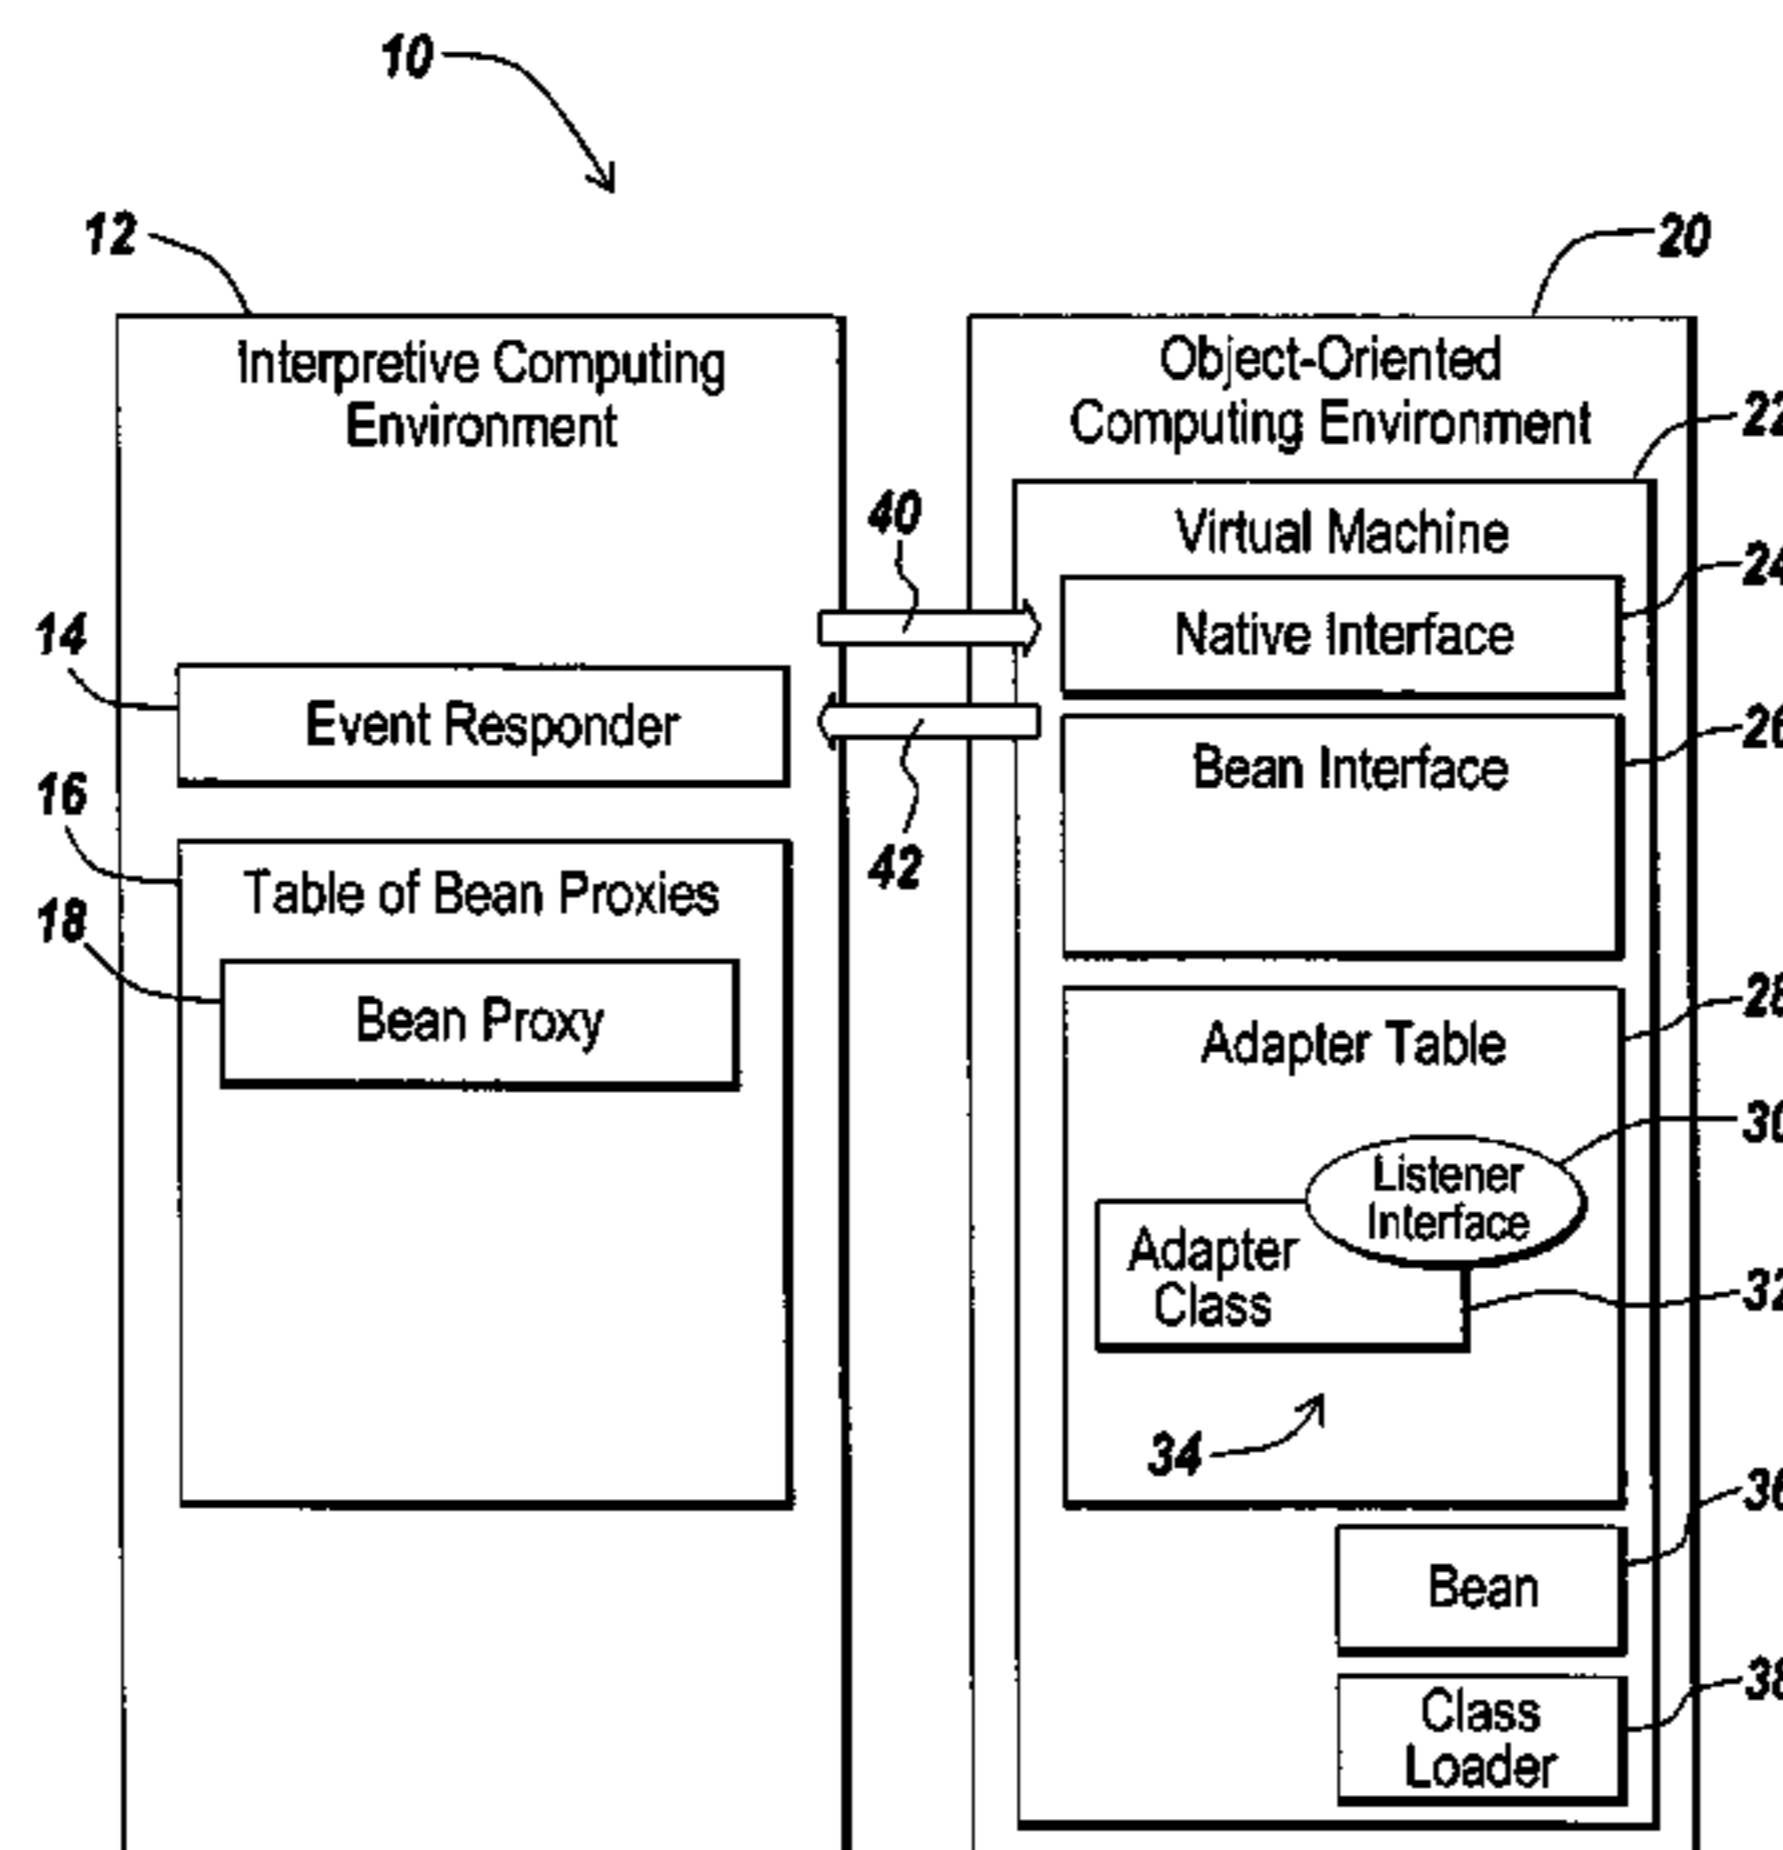 10
12
20
Interpretive Computing
Environment
Object-Oriented
Computing Environment
22
Virtual Machine
40
24
Native Interface
14
Event Responder
26
Bean Interface
16
42
Table of Bean Proxies
18
Bean Proxy
28
Adapter Table
30
Listener
Interface
Adapter
Class
32
34
36
Bean
38
Class
Loader